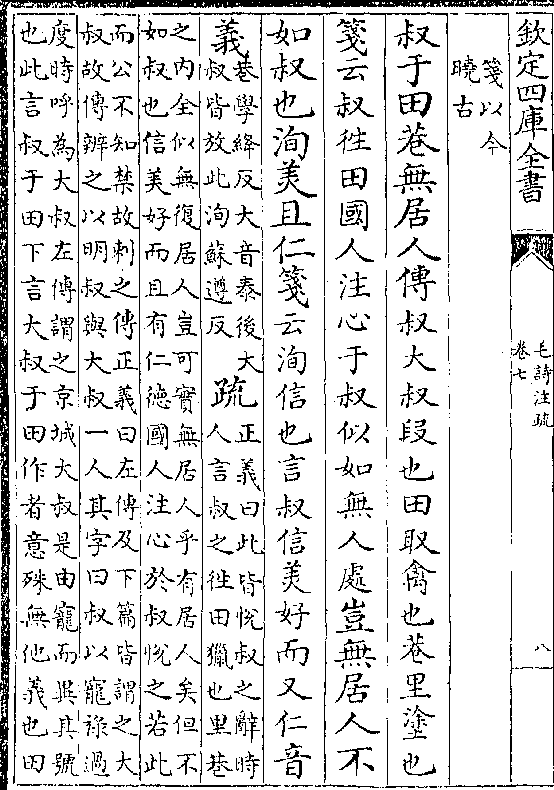 欽定四庫全書
毛詩注疏
卷七
八
箋以今
曉古
叔于田巷無居人傳叔大叔段也田取禽也巷里塗也
箋云叔徃田國人注心于叔似如無人處豈無居人不
如叔也洵美且仁箋云洵信也言叔信美好而又仁音
義巷學絳反大音泰後大
叔皆放此洵蘇遵反
疏正義曰此皆悅叔之辭時
人言叔之徃田獵也里巷
之内全似無復居人豈可實無居人乎有居人矣但不
如叔也信美好而且有仁德國人注心於叔悅之若此
而公不知禁故刺之傳正義曰左傳及下篇皆謂之大
叔故傳辨之以明叔與大叔一人其字曰叔以寵祿過
度時呼為大叔左傳謂之京城大叔是由寵而異其號
也此言叔于田下言大叔于田作者意殊無他義也田